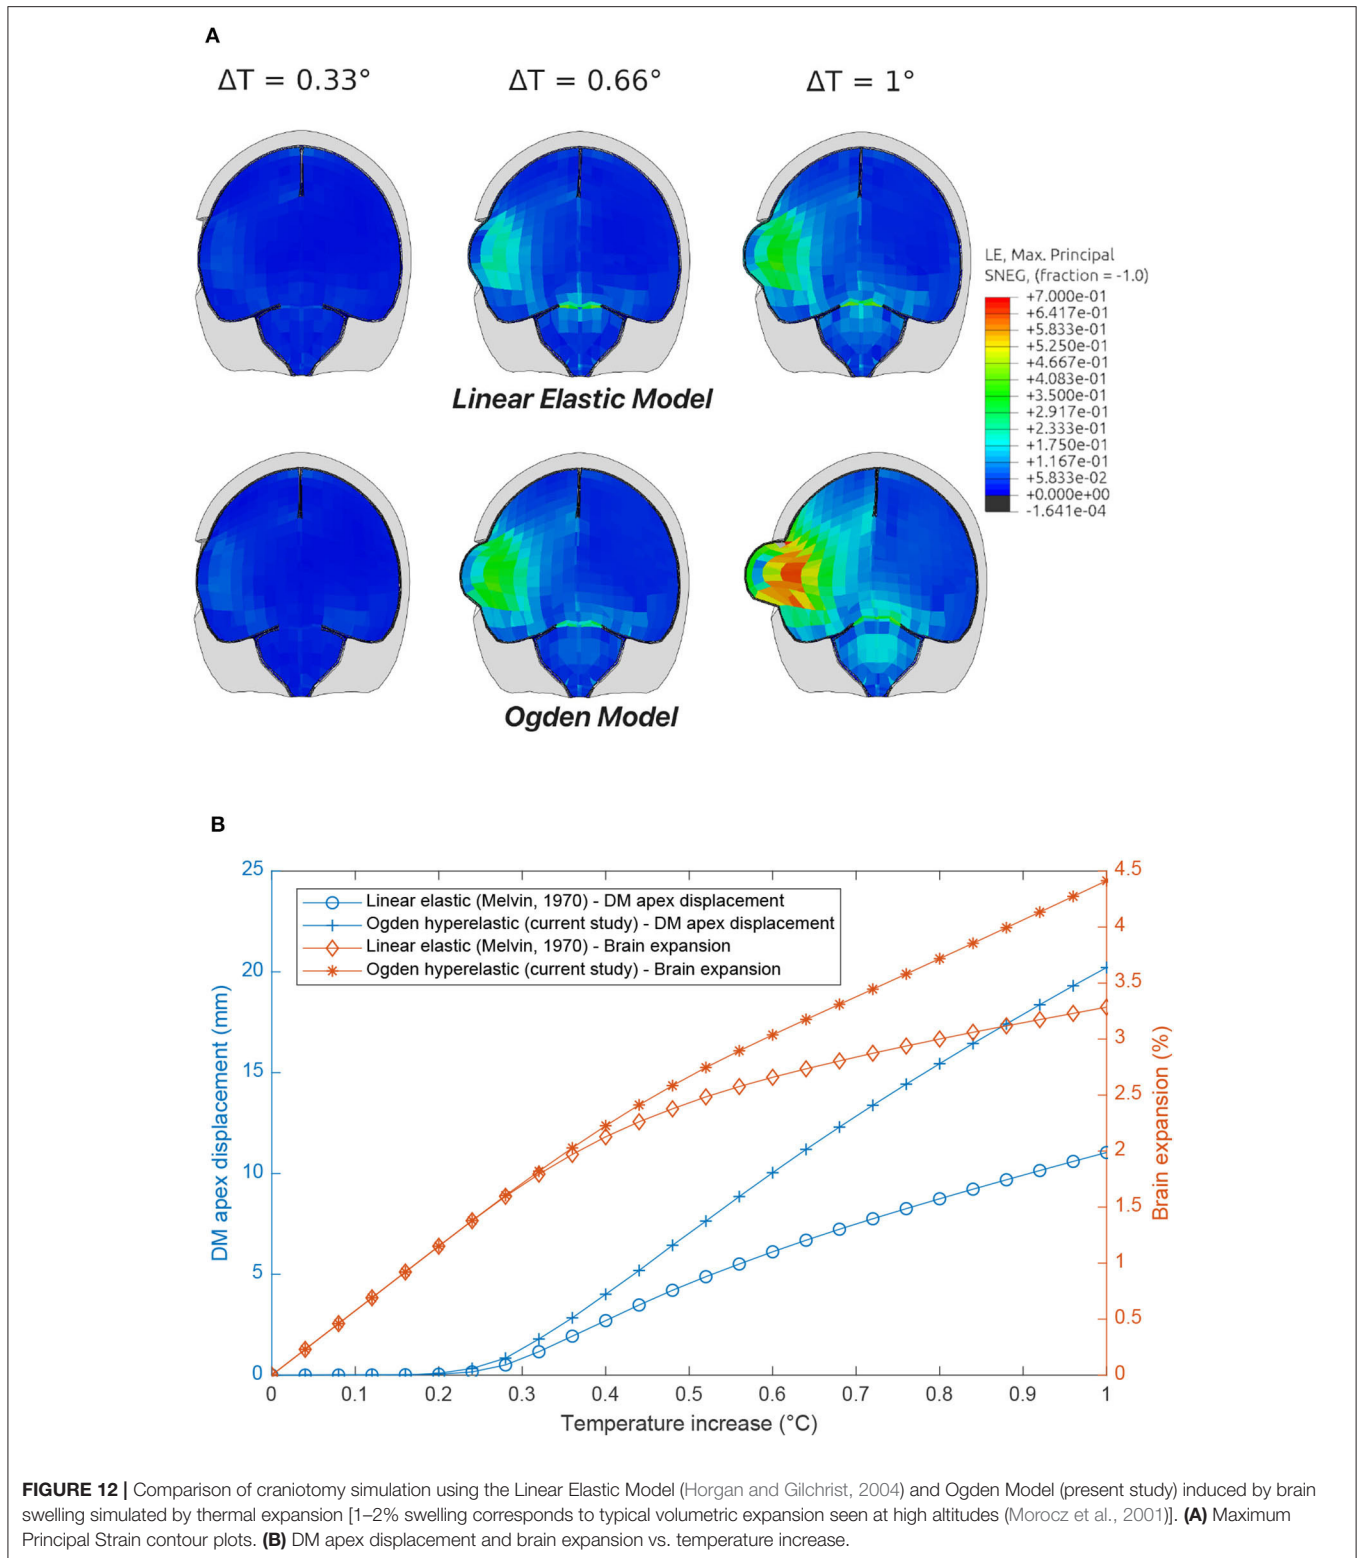 A
ΔT = 0.33°
ΔT = 0.66°
ΔT = 1°
LE, Max. Principal
SNEG, (fraction = -1.0)
+7.000e-01
+6.417e-01
+5.833e-01
+5.250e-01
+4.667e-01
+4.083e-01
+3.500e-01
+2.917e-01
+2.333e-01
+1.750e-01
+1.167e-01
+5.833e-02
+0.000e+00
-1.641e-04
Linear Elastic Model
Ogden Model
B
25
20
15
10
5
0
DM apex displacement (mm)
Linear elastic (Melvin, 1970) - DM apex displacement
Ogden hyperelastic (current study) - DM apex displacement
Linear elastic (Melvin, 1970) - Brain expansion
Ogden hyperelastic (current study) - Brain expansion
4.5
4
3.5
3
2.5
2
1.5
1
0.5
0
Brain expansion (%)
0 0.1 0.2 0.3 0.4 0.5 0.6 0.7 0.8 0.9 1
Temperature increase (°C)
FIGURE 12 | Comparison of craniotomy simulation using the Linear Elastic Model (Horgan and Gilchrist, 2004) and Ogden Model (present study) induced by brain
swelling simulated by thermal expansion [1–2% swelling corresponds to typical volumetric expansion seen at high altitudes (Morocz et al., 2001)]. (A) Maximum
Principal Strain contour plots. (B) DM apex displacement and brain expansion vs. temperature increase.